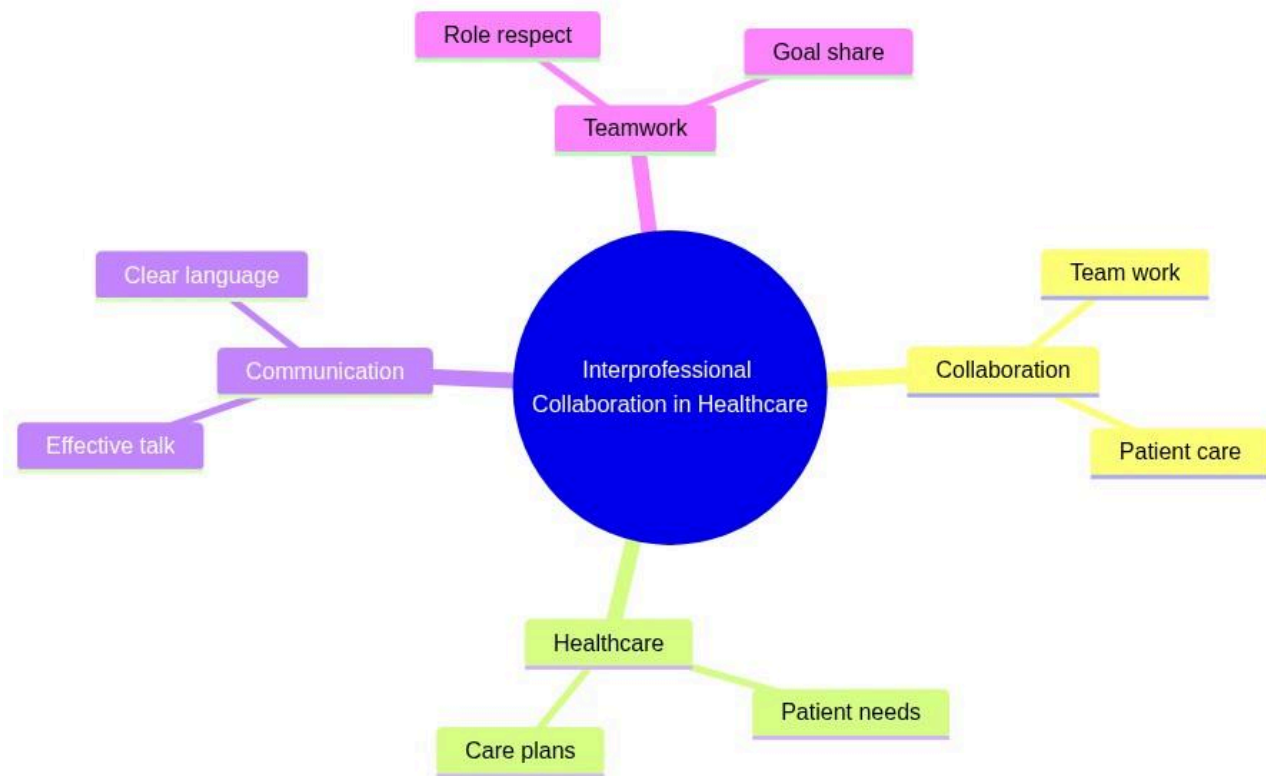 Role respect
Goal share
Teamwork
Clear language
Team work
Communication
Interprofessional
Collaboration in Healthcare
Collaboration
Effective talk
Patient care
Healthcare
Patient needs
Care plans